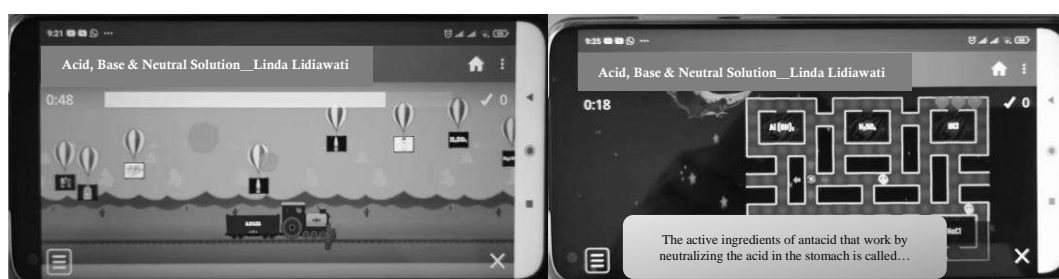 9:21
Acid, Base & Neutral Solution__Linda Lidiawati
0:48
✓ 0
H₂SO₄
9:25
Acid, Base & Neutral Solution__Linda Lidiawati
0:18
✓ 0
Al (OH)₃
H₂SO₄
HCl
NaCl
The active ingredients of antacid that work by
neutralizing the acid in the stomach is called…